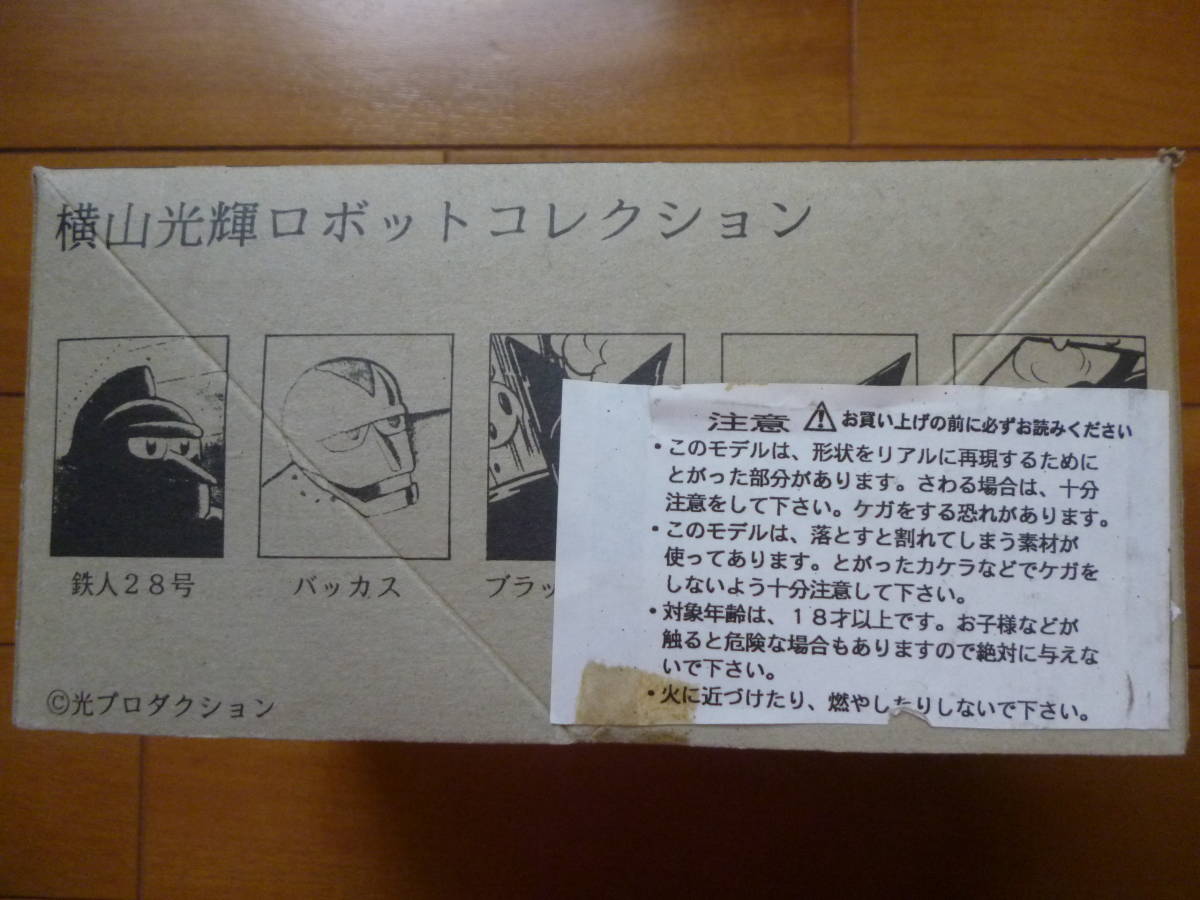 横山光輝ロボットコレクション
鉄人28号
バッカス
ブラッ
©光プロダクション
注意 ⚠ お買い上げの前に必ずお読みください
・このモデルは、形状をリアルに再現するために
とがった部分があります。さわる場合は、十分
注意をして下さい。ケガをする恐れがあります。
・このモデルは、落とすと割れてしまう素材が
使ってあります。とがったカケラなどでケガを
しないよう十分注意して下さい。
・対象年齢は、18才以上です。お子様などが
触ると危険な場合もありますので絶対に与えな
いで下さい。
・火に近づけたり、燃やしたりしないで下さい。